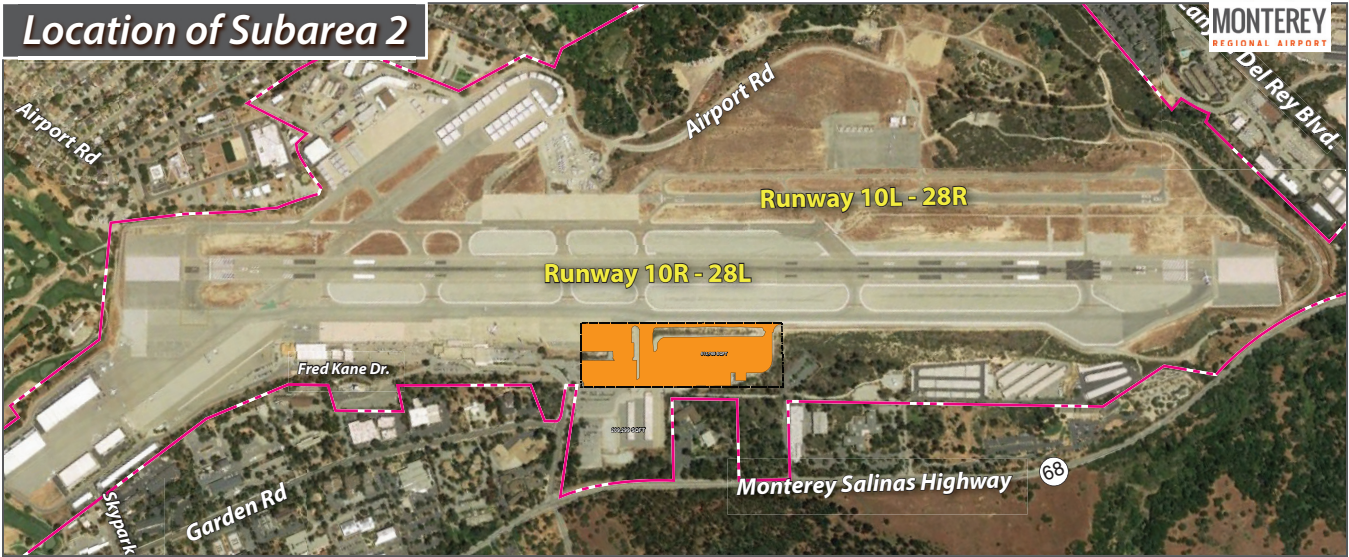 Location of Subarea 2
MONTEREY
REGIONAL AIRPORT
Del Rey Blvd.
Airport Rd
Airport Rd
Runway 10L - 28R
Runway 10R - 28L
Fred Kane Dr.
SQFT
Monterey Salinas Highway
68
Garden Rd
Skypark